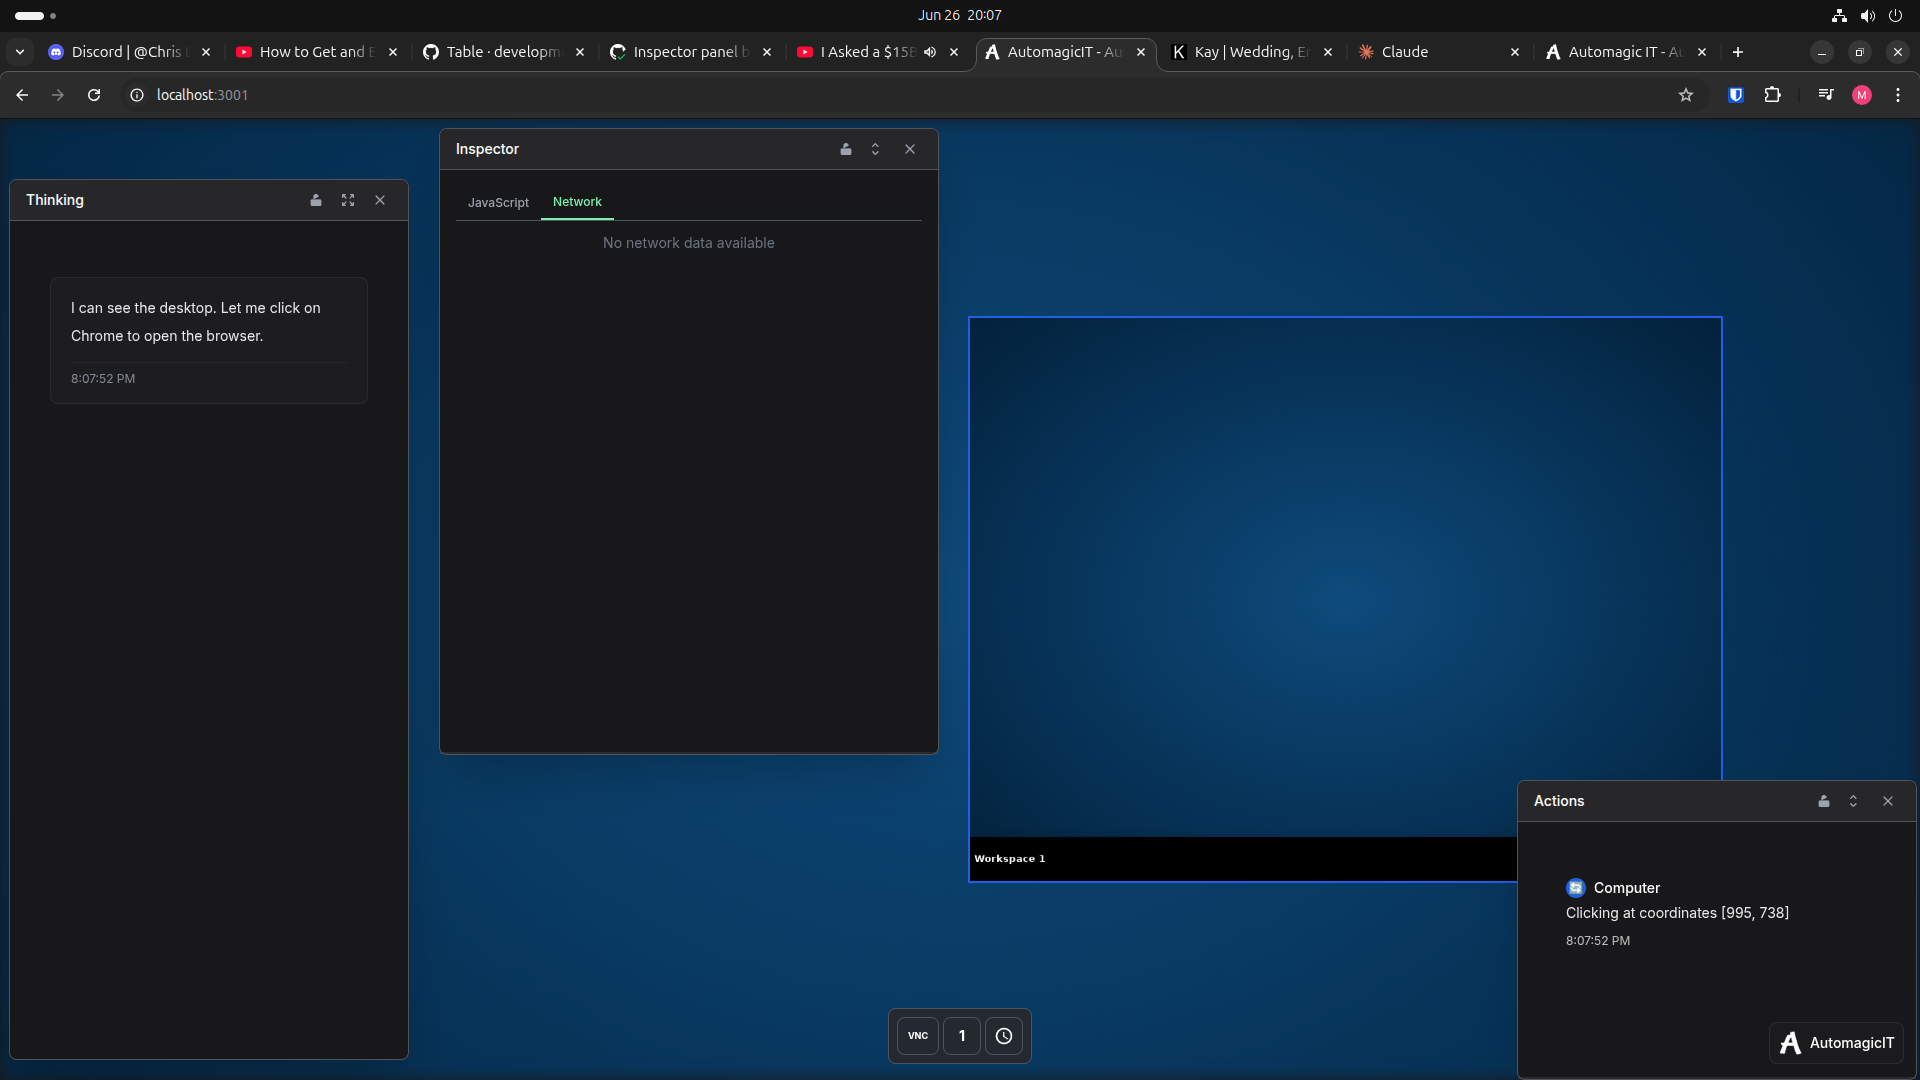 Jun 26 20:07
Discord | @Chris
How to Get and E
Table · developm
Inspector panel b
I Asked a $15B
AutomagicIT - Au
Kay | Wedding, En
Claude
Automagic IT - Au
localhost:3001
M
Inspector
JavaScript
Network
No network data available
Thinking
I can see the desktop. Let me click on
Chrome to open the browser.
8:07:52 PM
Workspace 1
Actions
Computer
Clicking at coordinates [995, 738]
8:07:52 PM
VNC
1
AutomagicIT